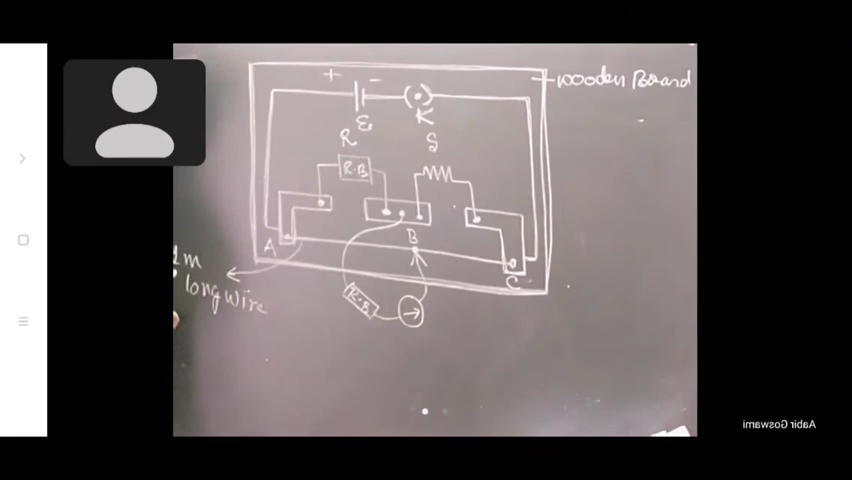 + -
wooden Board
ε
K
R
S
R.B
B
A
C
1m
long wire
R.B
Aabir Goswami